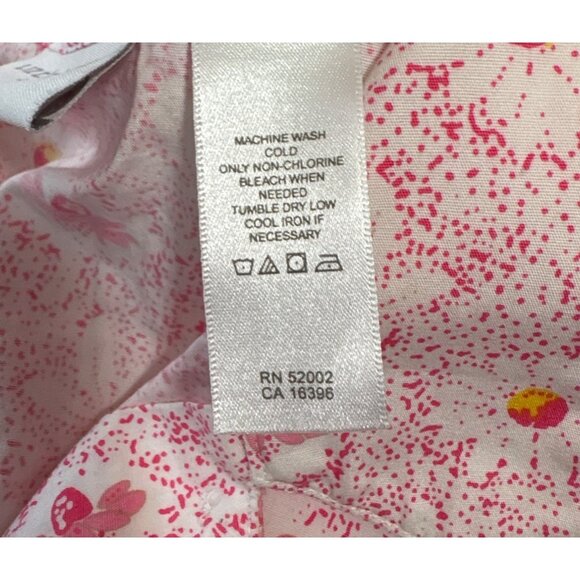 MACHINE WASH
COLD
ONLY NON-CHLORINE
BLEACH WHEN
NEEDED
TUMBLE DRY LOW
COOL IRON IF
NECESSARY
RN 52002
CA 16396